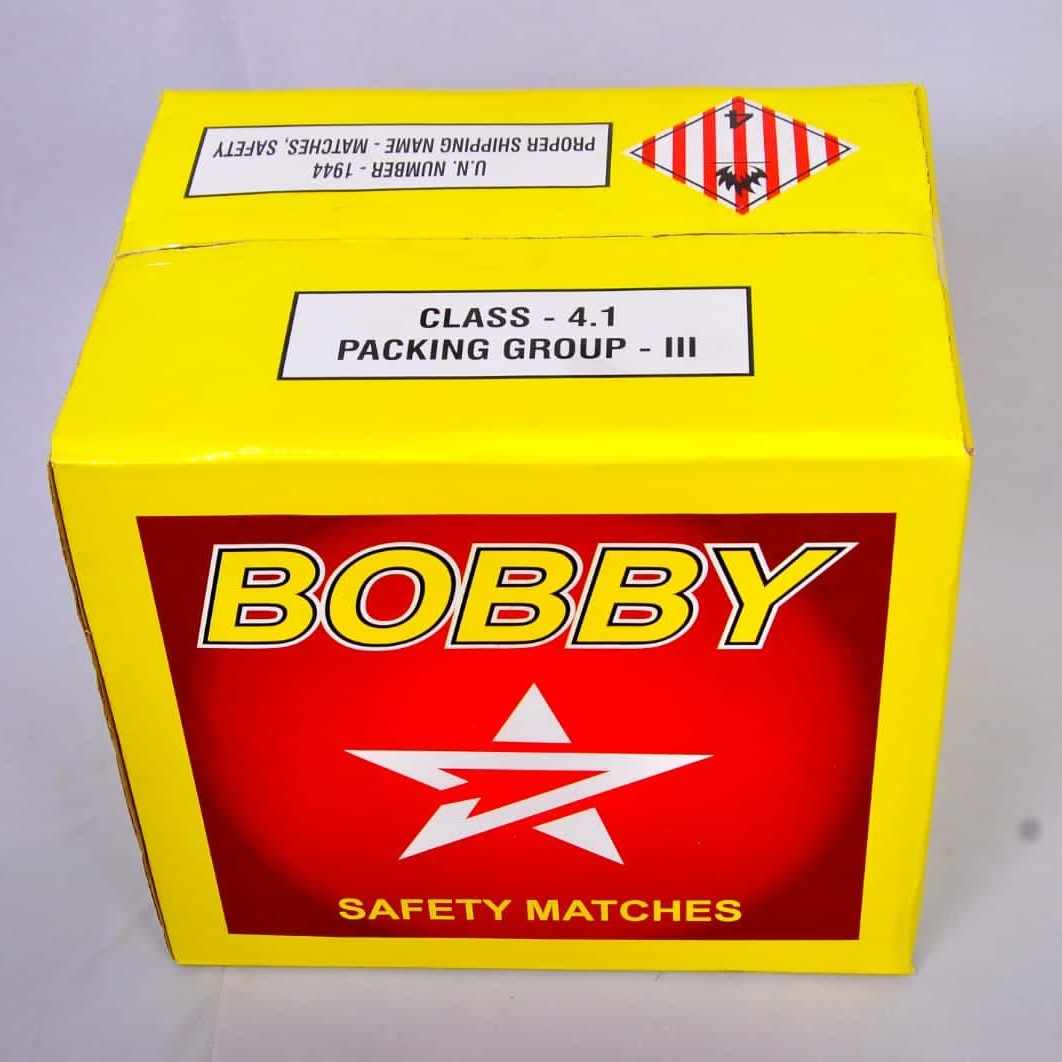 U.N. NUMBER - 1944
PROPER SHIPPING NAME - MATCHES, SAFETY
4
CLASS - 4.1
PACKING GROUP - III
BOBBY
SAFETY MATCHES